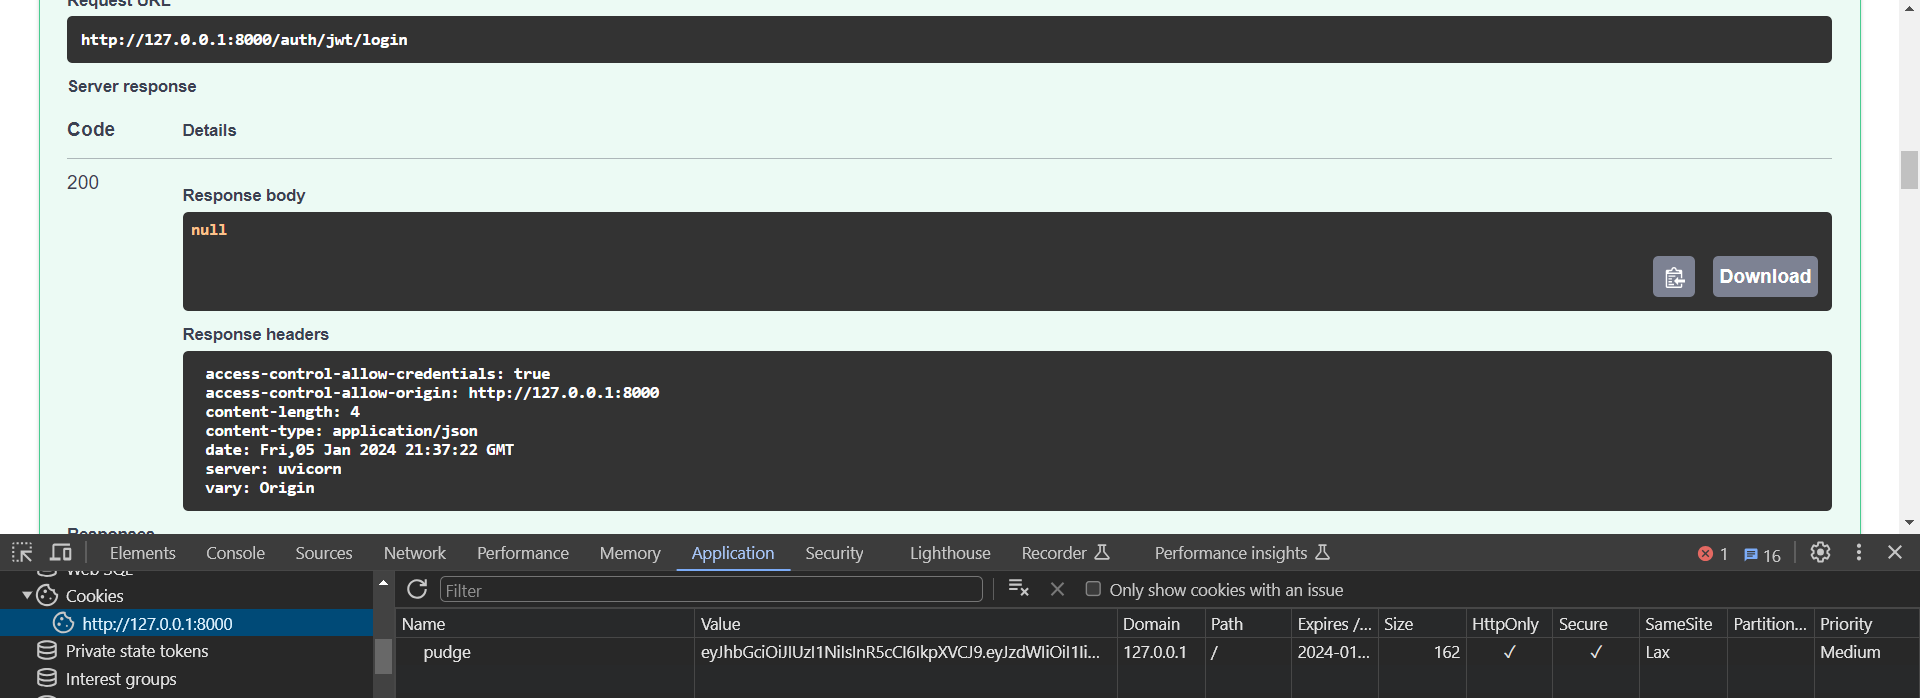 Request URL
http://127.0.0.1:8000/auth/jwt/login
Server response
Code Details
200
Response body
null
Download
Response headers
access-control-allow-credentials: true
access-control-allow-origin: http://127.0.0.1:8000
content-length: 4
content-type: application/json
date: Fri,05 Jan 2024 21:37:22 GMT
server: uvicorn
vary: Origin
Responses
Elements Console Sources Network Performance Memory Application Security Lighthouse Recorder Performance insights 1 16
Web SQL
Filter Only show cookies with an issue
Cookies
http://127.0.0.1:8000
Private state tokens
Interest groups
Name Value Domain Path Expires /... Size HttpOnly Secure SameSite Partition... Priority
pudge eyJhbGciOiJIUzI1NiIsInR5cCI6IkpXVCJ9.eyJzdWIiOiI1Ii... 127.0.0.1 / 2024-01... 162 ✓ ✓ Lax Medium